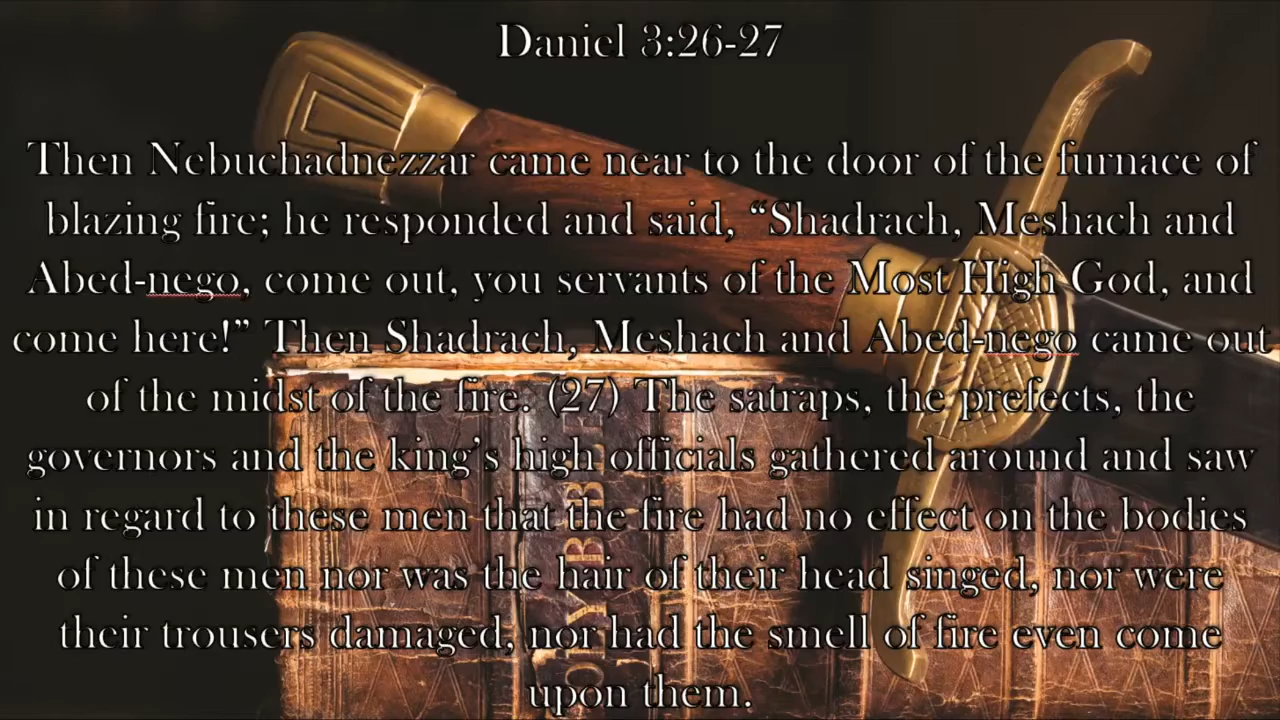 Daniel 3:26-27
Then Nebuchadnezzar came near to the door of the furnace of
blazing fire; he responded and said, “Shadrach, Meshach and
Abed-nego, come out, you servants of the Most High God, and
come here!” Then Shadrach, Meshach and Abed-nego came out
of the midst of the fire. (27) The satraps, the prefects, the
governors and the king’s high officials gathered around and saw
in regard to these men that the fire had no effect on the bodies
of these men nor was the hair of their head singed, nor were
their trousers damaged, nor had the smell of fire even come
upon them.
HOLY BIBLE